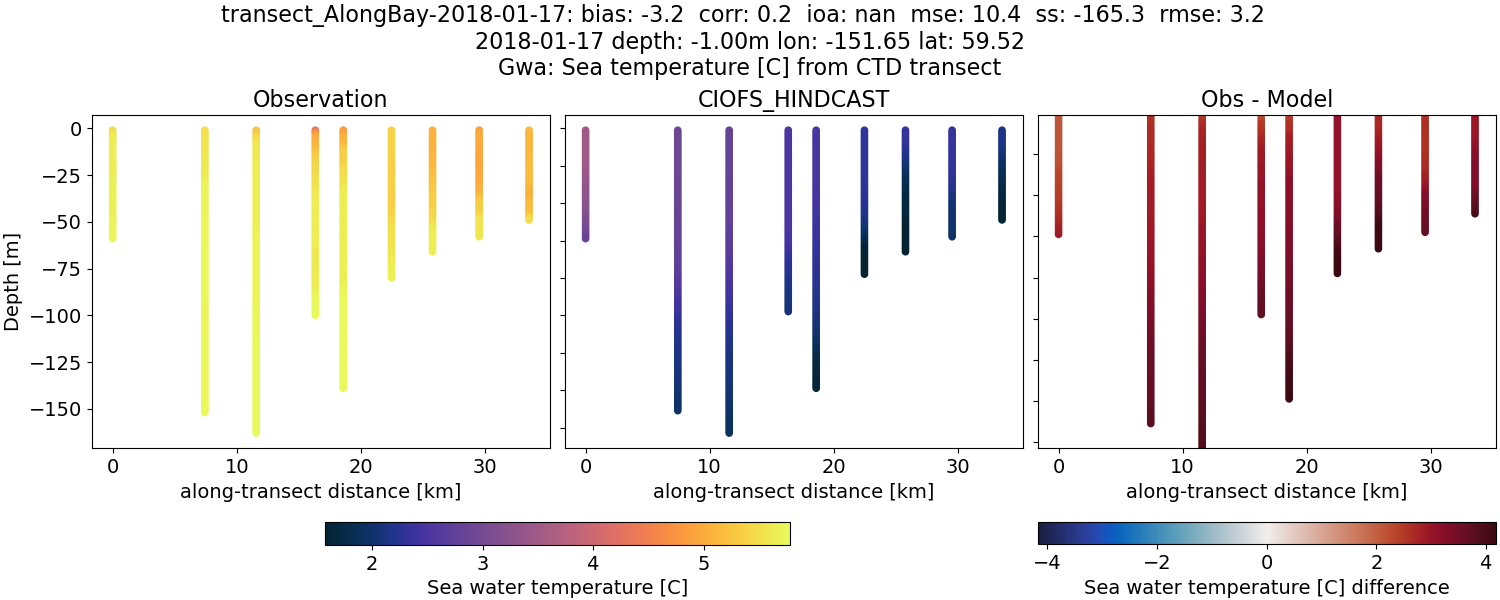 transect_AlongBay-2018-01-17: bias: -3.2  corr: 0.2  ioa: nan  mse: 10.4  ss: -165.3  rmse: 3.2
2018-01-17 depth: -1.00m lon: -151.65 lat: 59.52
Gwa: Sea temperature [C] from CTD transect
Observation
CIOFS_HINDCAST
Obs - Model
Depth [m]
0
−25
−50
−75
−100
−125
−150
0 10 20 30
0 10 20 30
0 10 20 30
along-transect distance [km]
along-transect distance [km]
along-transect distance [km]
2 3 4 5
Sea water temperature [C]
−4 −2 0 2 4
Sea water temperature [C] difference